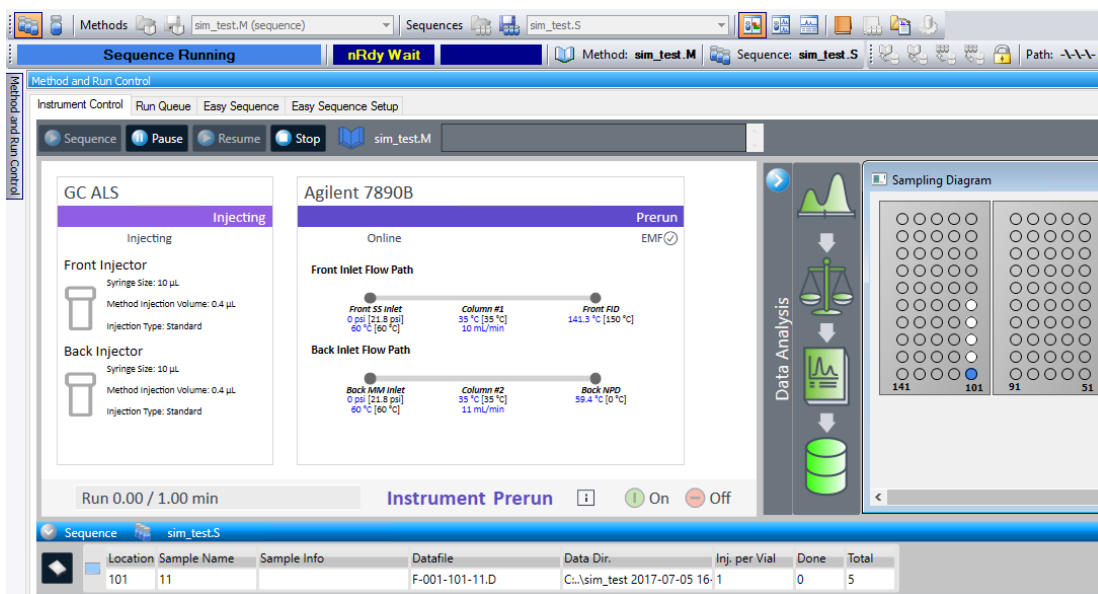 Methods sim_test.M (sequence) Sequences sim_test.S
Sequence Running nRdy Wait Method: sim_test.M Sequence: sim_test.S Path: -\-\-\-
Method and Run Control
Method and Run Control
Instrument Control Run Queue Easy Sequence Easy Sequence Setup
Sequence Pause Resume Stop sim_test.M
GC ALS
Injecting
Injecting
Front Injector
Syringe Size: 10 µL
Method Injection Volume: 0.4 µL
Injection Type: Standard
Back Injector
Syringe Size: 10 µL
Method Injection Volume: 0.4 µL
Injection Type: Standard
Agilent 7890B
Prerun
Online EMF
Front Inlet Flow Path
Front SS Inlet Column #1 Front FID
0 psi [21.8 psi] 35 °C [35 °C] 141.3 °C [150 °C]
60 °C [60 °C] 10 mL/min
Back Inlet Flow Path
Back MM Inlet Column #2 Back NPD
0 psi [21.8 psi] 35 °C [35 °C] 59.4 °C [0 °C]
60 °C [60 °C] 11 mL/min
Run 0.00 / 1.00 min Instrument Prerun i On Off
Data Analysis
Sampling Diagram
141 101 91 51
Sequence sim_test.S
Location Sample Name Sample Info Datafile Data Dir. Inj. per Vial Done Total
101 11 F-001-101-11.D C:..\sim_test 2017-07-05 16- 1 0 5